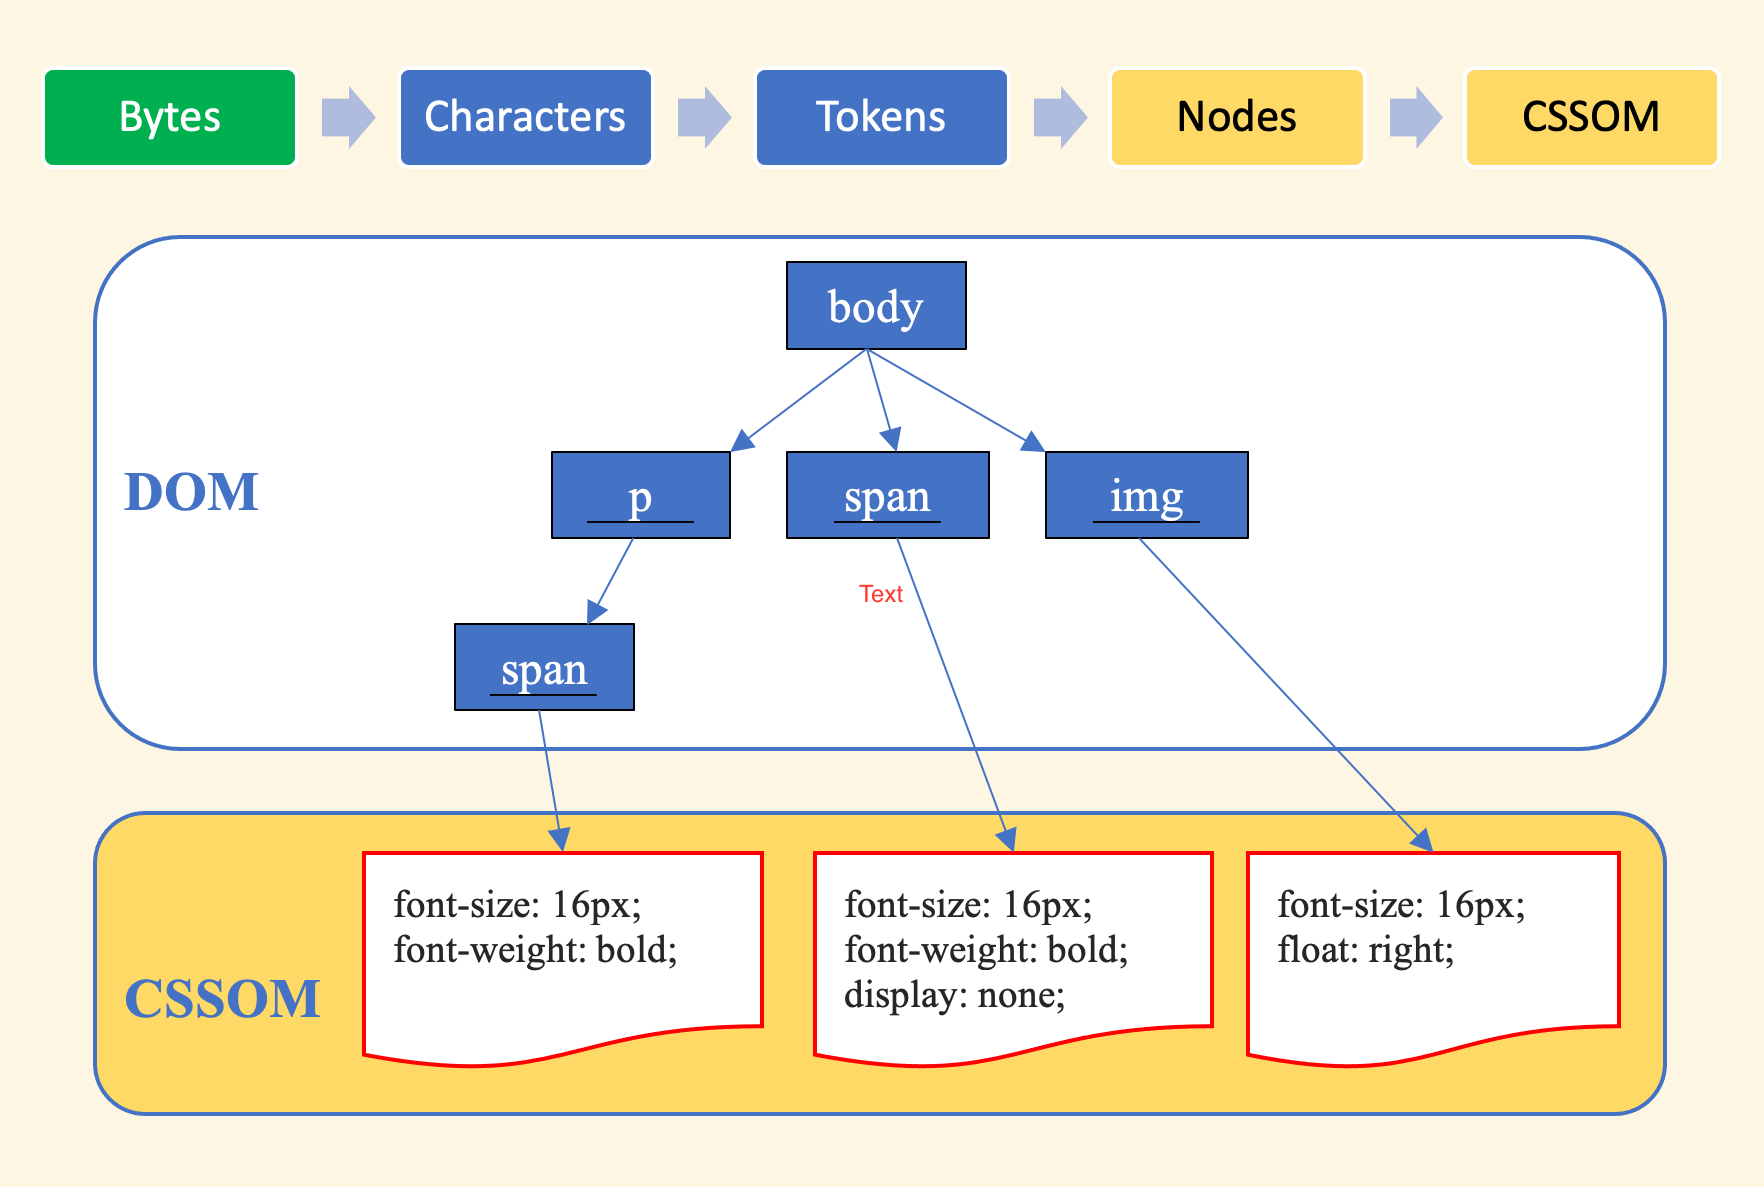 Bytes
Characters
Tokens
Nodes
CSSOM
body
DOM
p
span
img
Text
span
font-size: 16px;
font-weight: bold;
font-size: 16px;
font-weight: bold;
display: none;
font-size: 16px;
float: right;
CSSOM